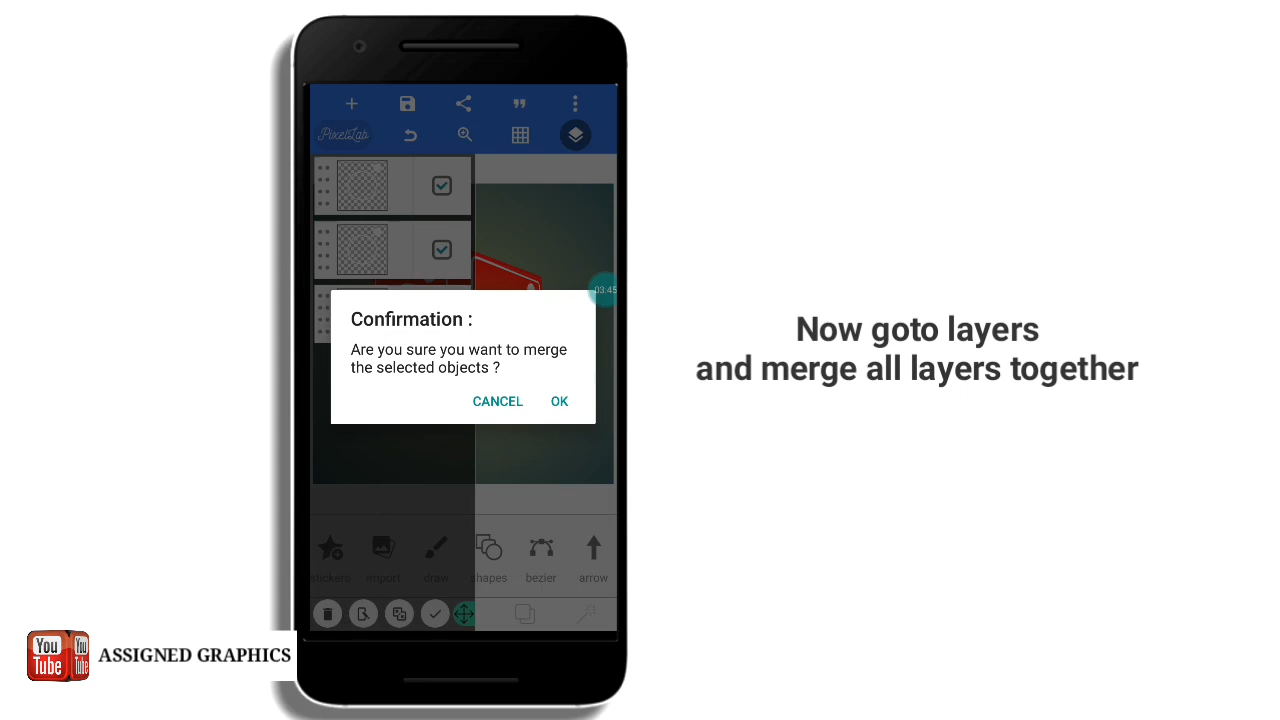 PixelLab
03:45
Confirmation :
Are you sure you want to merge
the selected objects ?
CANCEL OK
stickers import draw shapes bezier arrow
Now goto layers
and merge all layers together
You Tube You Tube ASSIGNED GRAPHICS